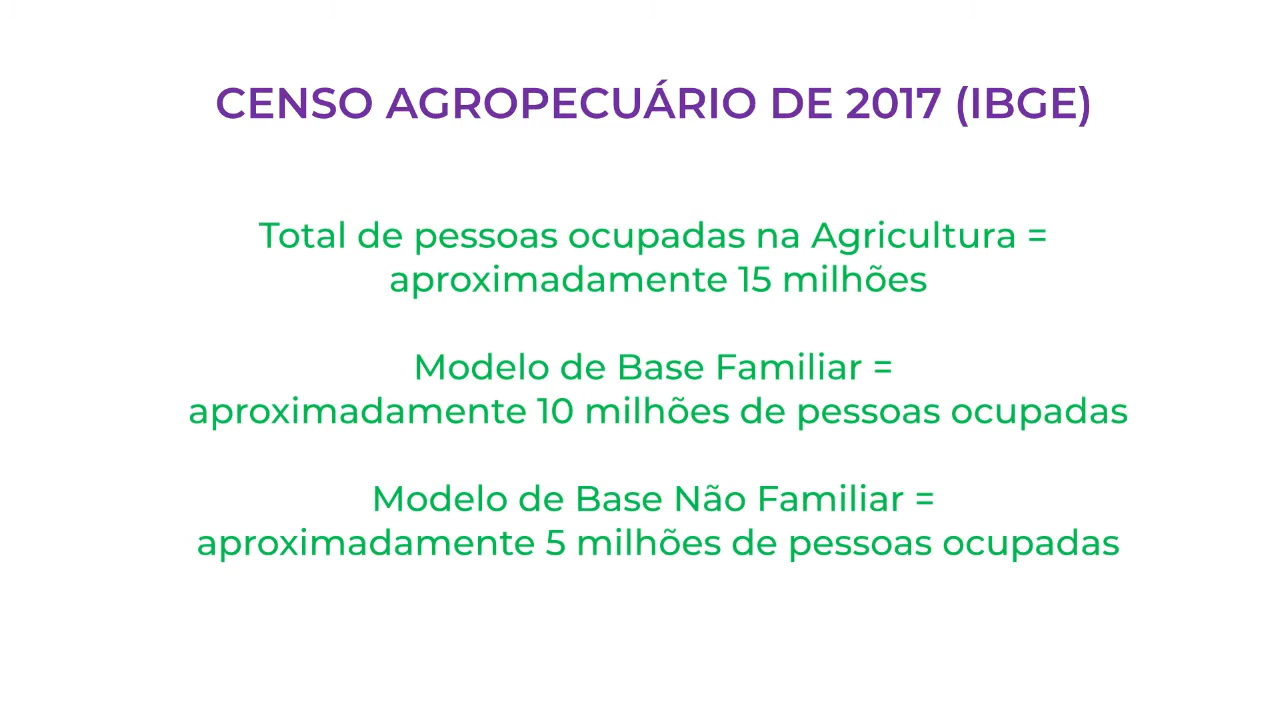 CENSO AGROPECUÁRIO DE 2017 (IBGE)
Total de pessoas ocupadas na Agricultura =
aproximadamente 15 milhões
Modelo de Base Familiar =
aproximadamente 10 milhões de pessoas ocupadas
Modelo de Base Não Familiar =
aproximadamente 5 milhões de pessoas ocupadas